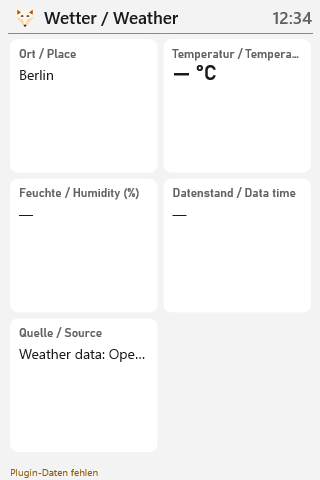 Wetter / Weather
12:34
Ort / Place
Berlin
Temperatur / Tempera...
— °C
Feuchte / Humidity (%)
—
Datenstand / Data time
—
Quelle / Source
Weather data: Ope...
Plugin-Daten fehlen